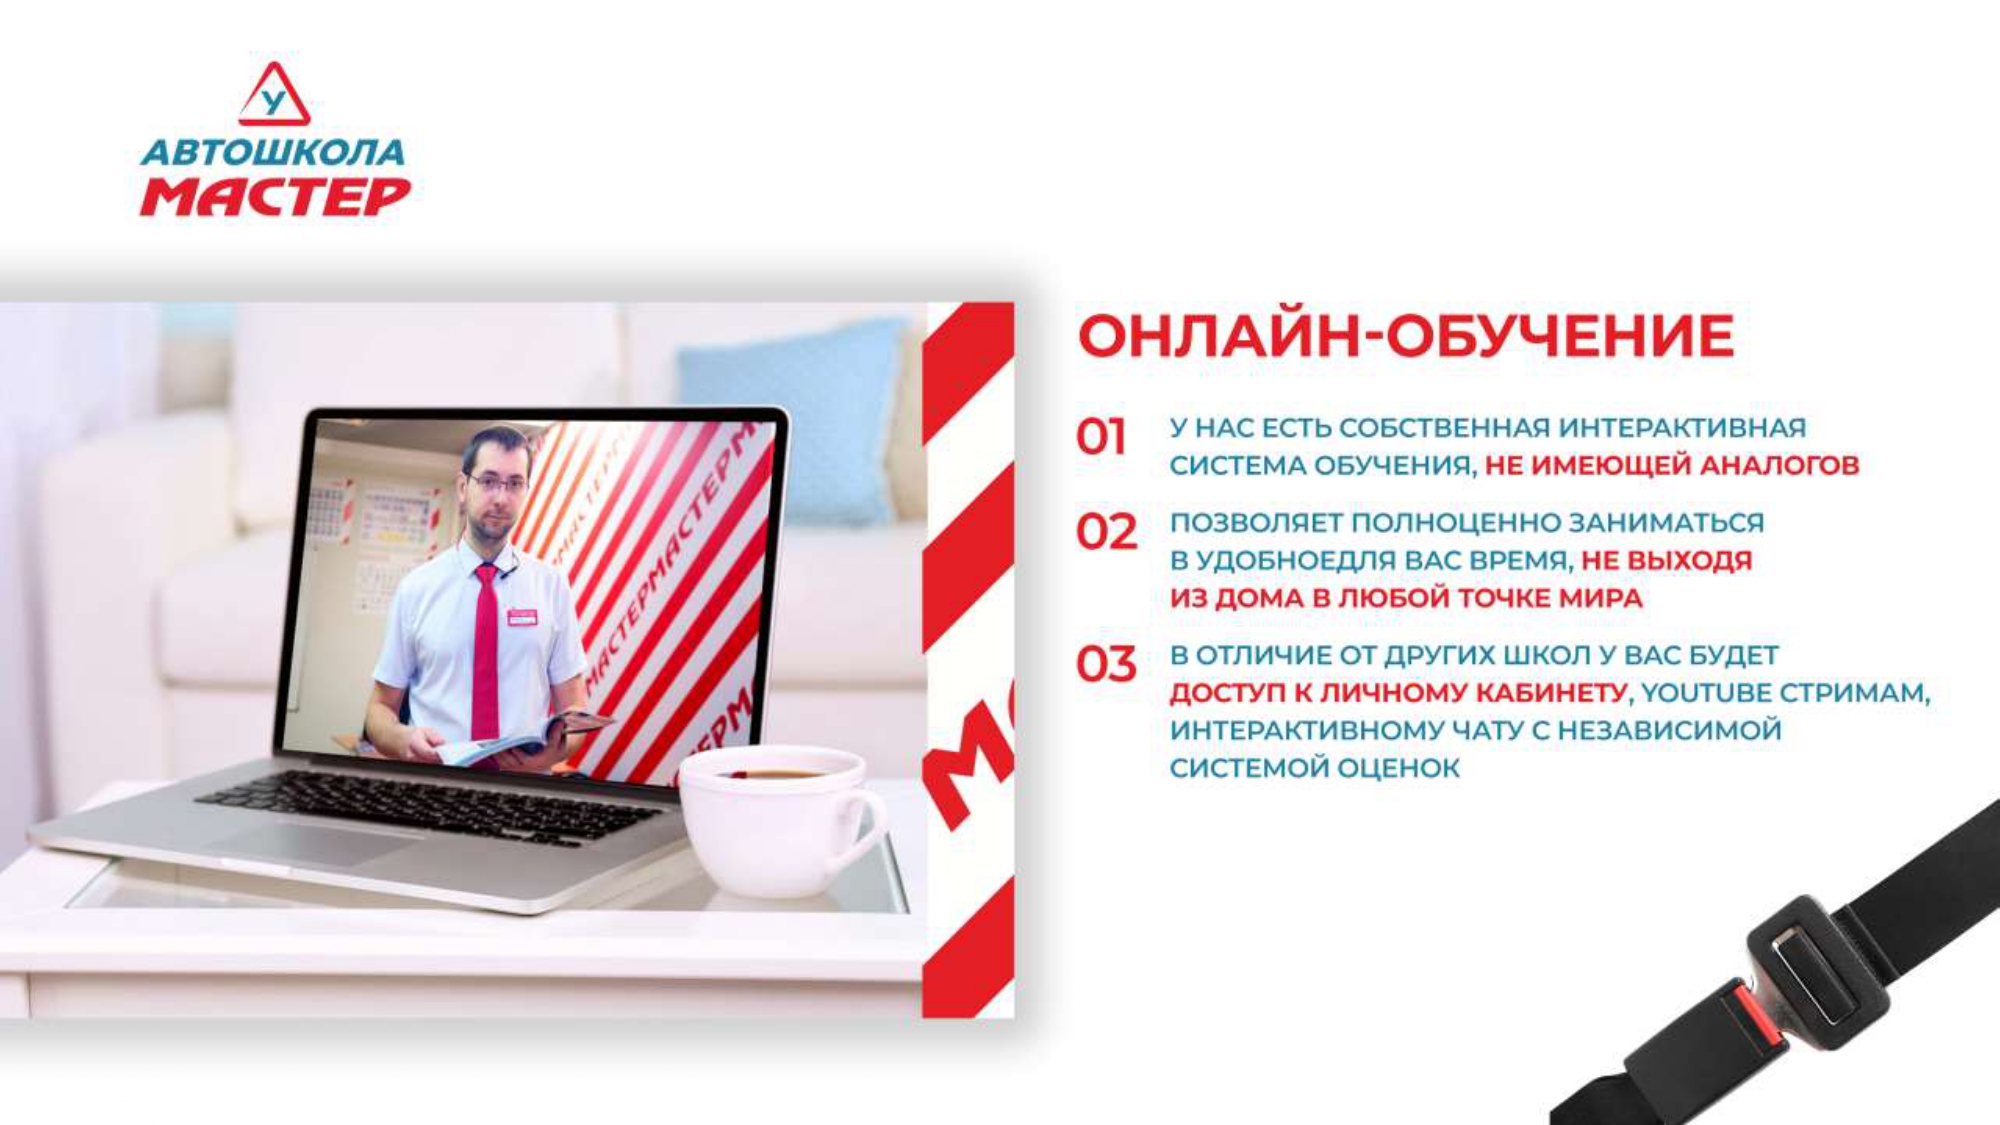 У
АВТОШКОЛА
МАСТЕР
ОНЛАЙН-ОБУЧЕНИЕ
01
У НАС ЕСТЬ СОБСТВЕННАЯ ИНТЕРАКТИВНАЯ
СИСТЕМА ОБУЧЕНИЯ, НЕ ИМЕЮЩЕЙ АНАЛОГОВ
02
ПОЗВОЛЯЕТ ПОЛНОЦЕННО ЗАНИМАТЬСЯ
В УДОБНОЕДЛЯ ВАС ВРЕМЯ, НЕ ВЫХОДЯ
ИЗ ДОМА В ЛЮБОЙ ТОЧКЕ МИРА
03
В ОТЛИЧИЕ ОТ ДРУГИХ ШКОЛ У ВАС БУДЕТ
ДОСТУП К ЛИЧНОМУ КАБИНЕТУ, YOUTUBE СТРИМАМ,
ИНТЕРАКТИВНОМУ ЧАТУ С НЕЗАВИСИМОЙ
СИСТЕМОЙ ОЦЕНОК
МАСТЕРМАСТЕРМ